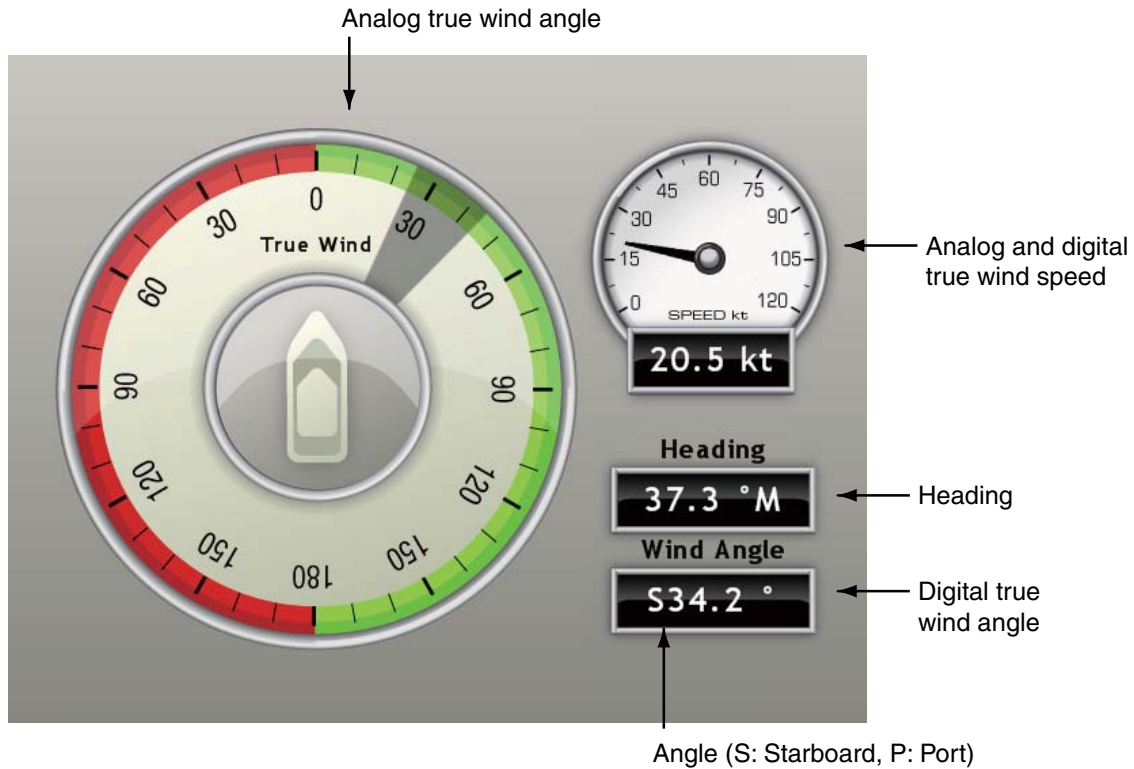 Analog true wind angle
0
30
60
90
120
150
180
150
120
90
60
30
True Wind
0
15
30
45
60
75
90
105
120
SPEED kt
20.5 kt
Analog and digital
true wind speed
Heading
37.3 °M
Heading
Wind Angle
S34.2 °
Digital true
wind angle
Angle (S: Starboard, P: Port)